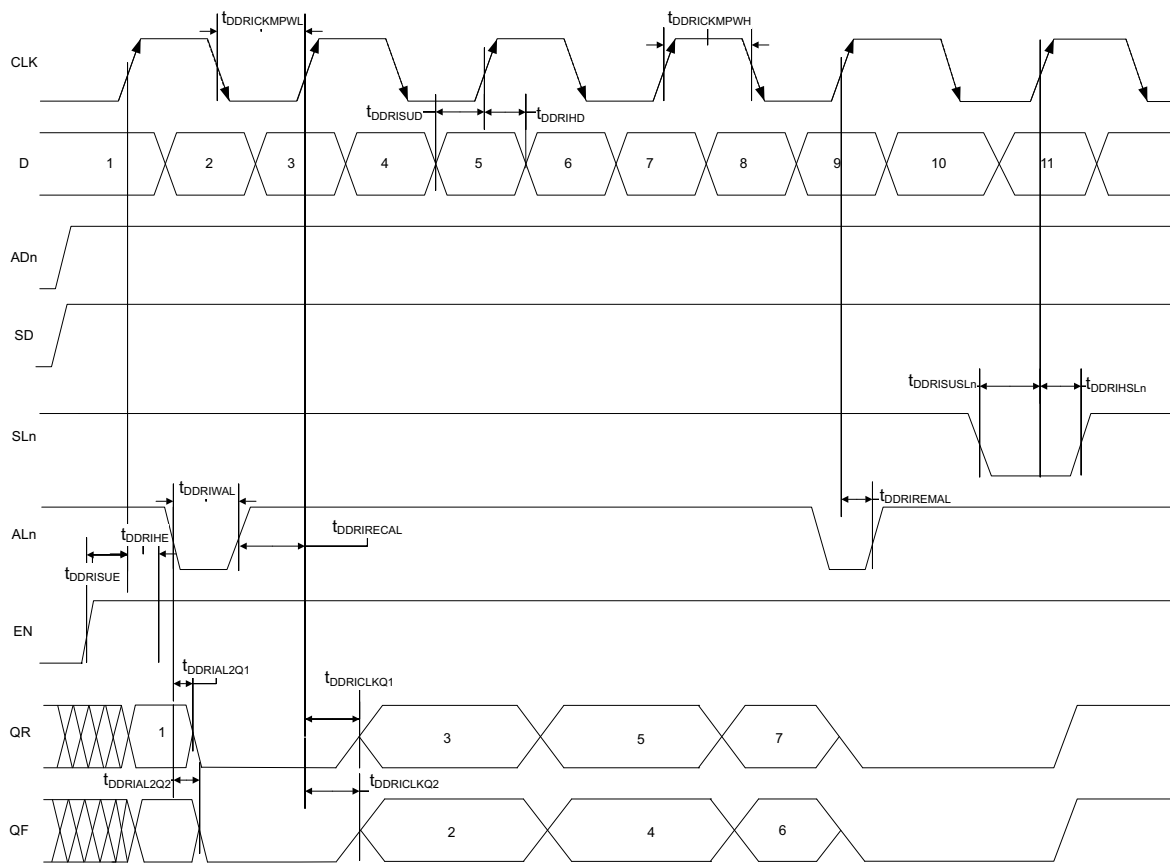 tDDRICKMPWL
tDDRICKMPWH
CLK
tDDRISUD
tDDRIHD
D
1
2
3
4
5
6
7
8
9
10
11
ADn
SD
tDDRISUSLn
tDDRIHSLn
SLn
tDDRIWAL
tDDRIREMAL
ALn
tDDRIHE
tDDRIRECAL
tDDRISUE
EN
tDDRIAL2Q1
tDDRICLKQ1
QR
1
3
5
7
tDDRIAL2Q2
tDDRICLKQ2
QF
2
4
6